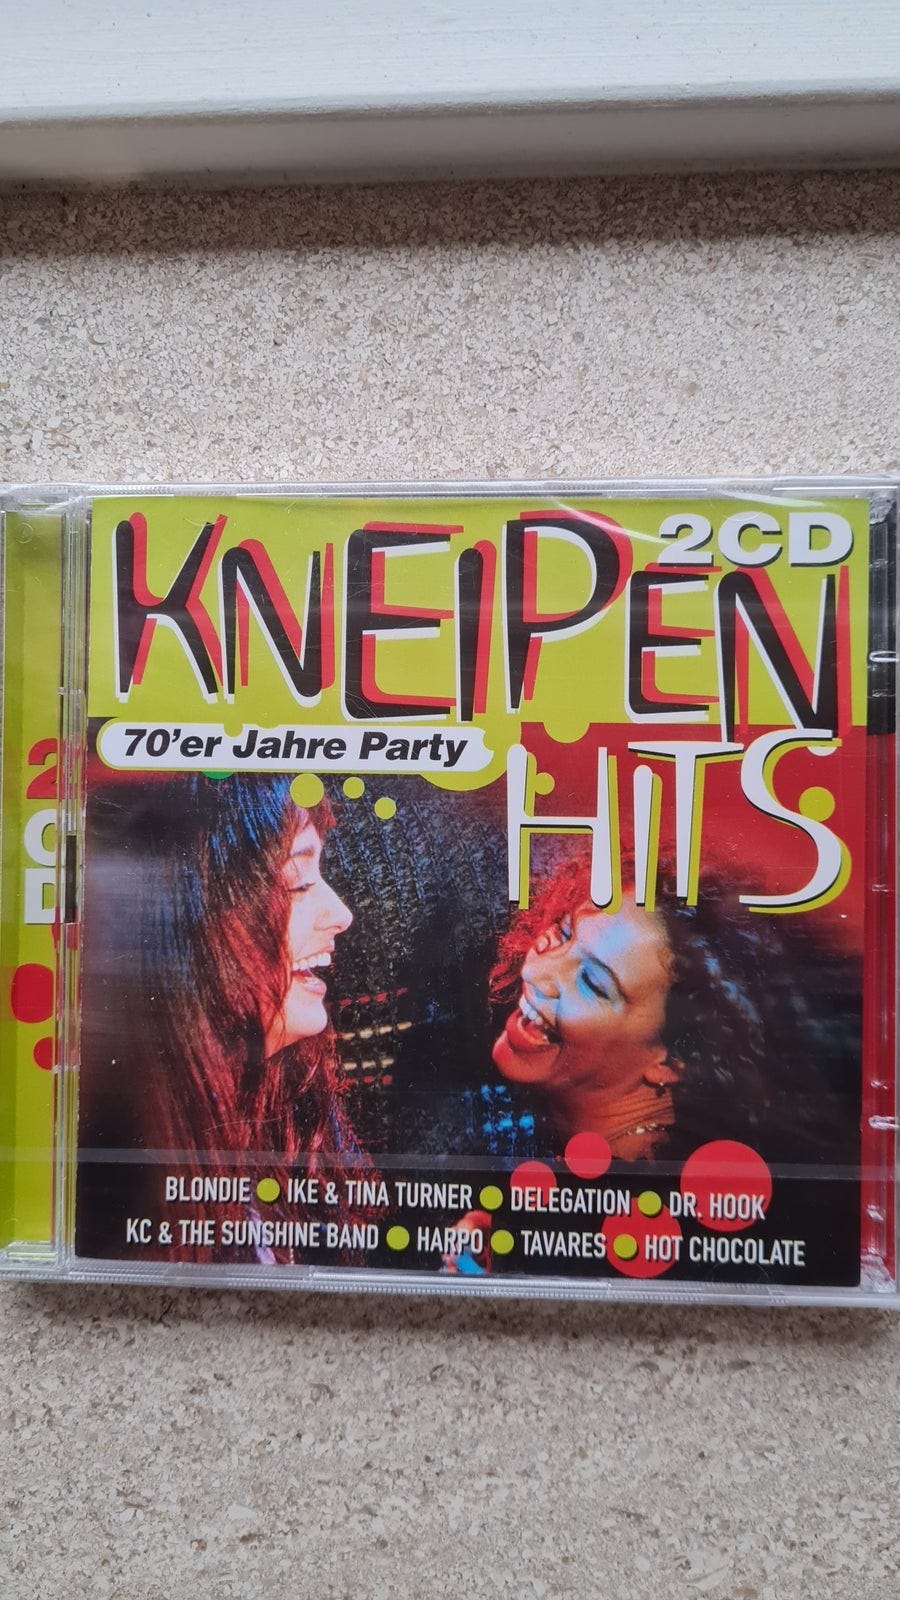 2CD
KNEIPEN
HITS
70'er Jahre Party
2
C
D
BLONDIE ● IKE & TINA TURNER ● DELEGATION ● DR. HOOK
KC & THE SUNSHINE BAND ● HARPO ● TAVARES ● HOT CHOCOLATE